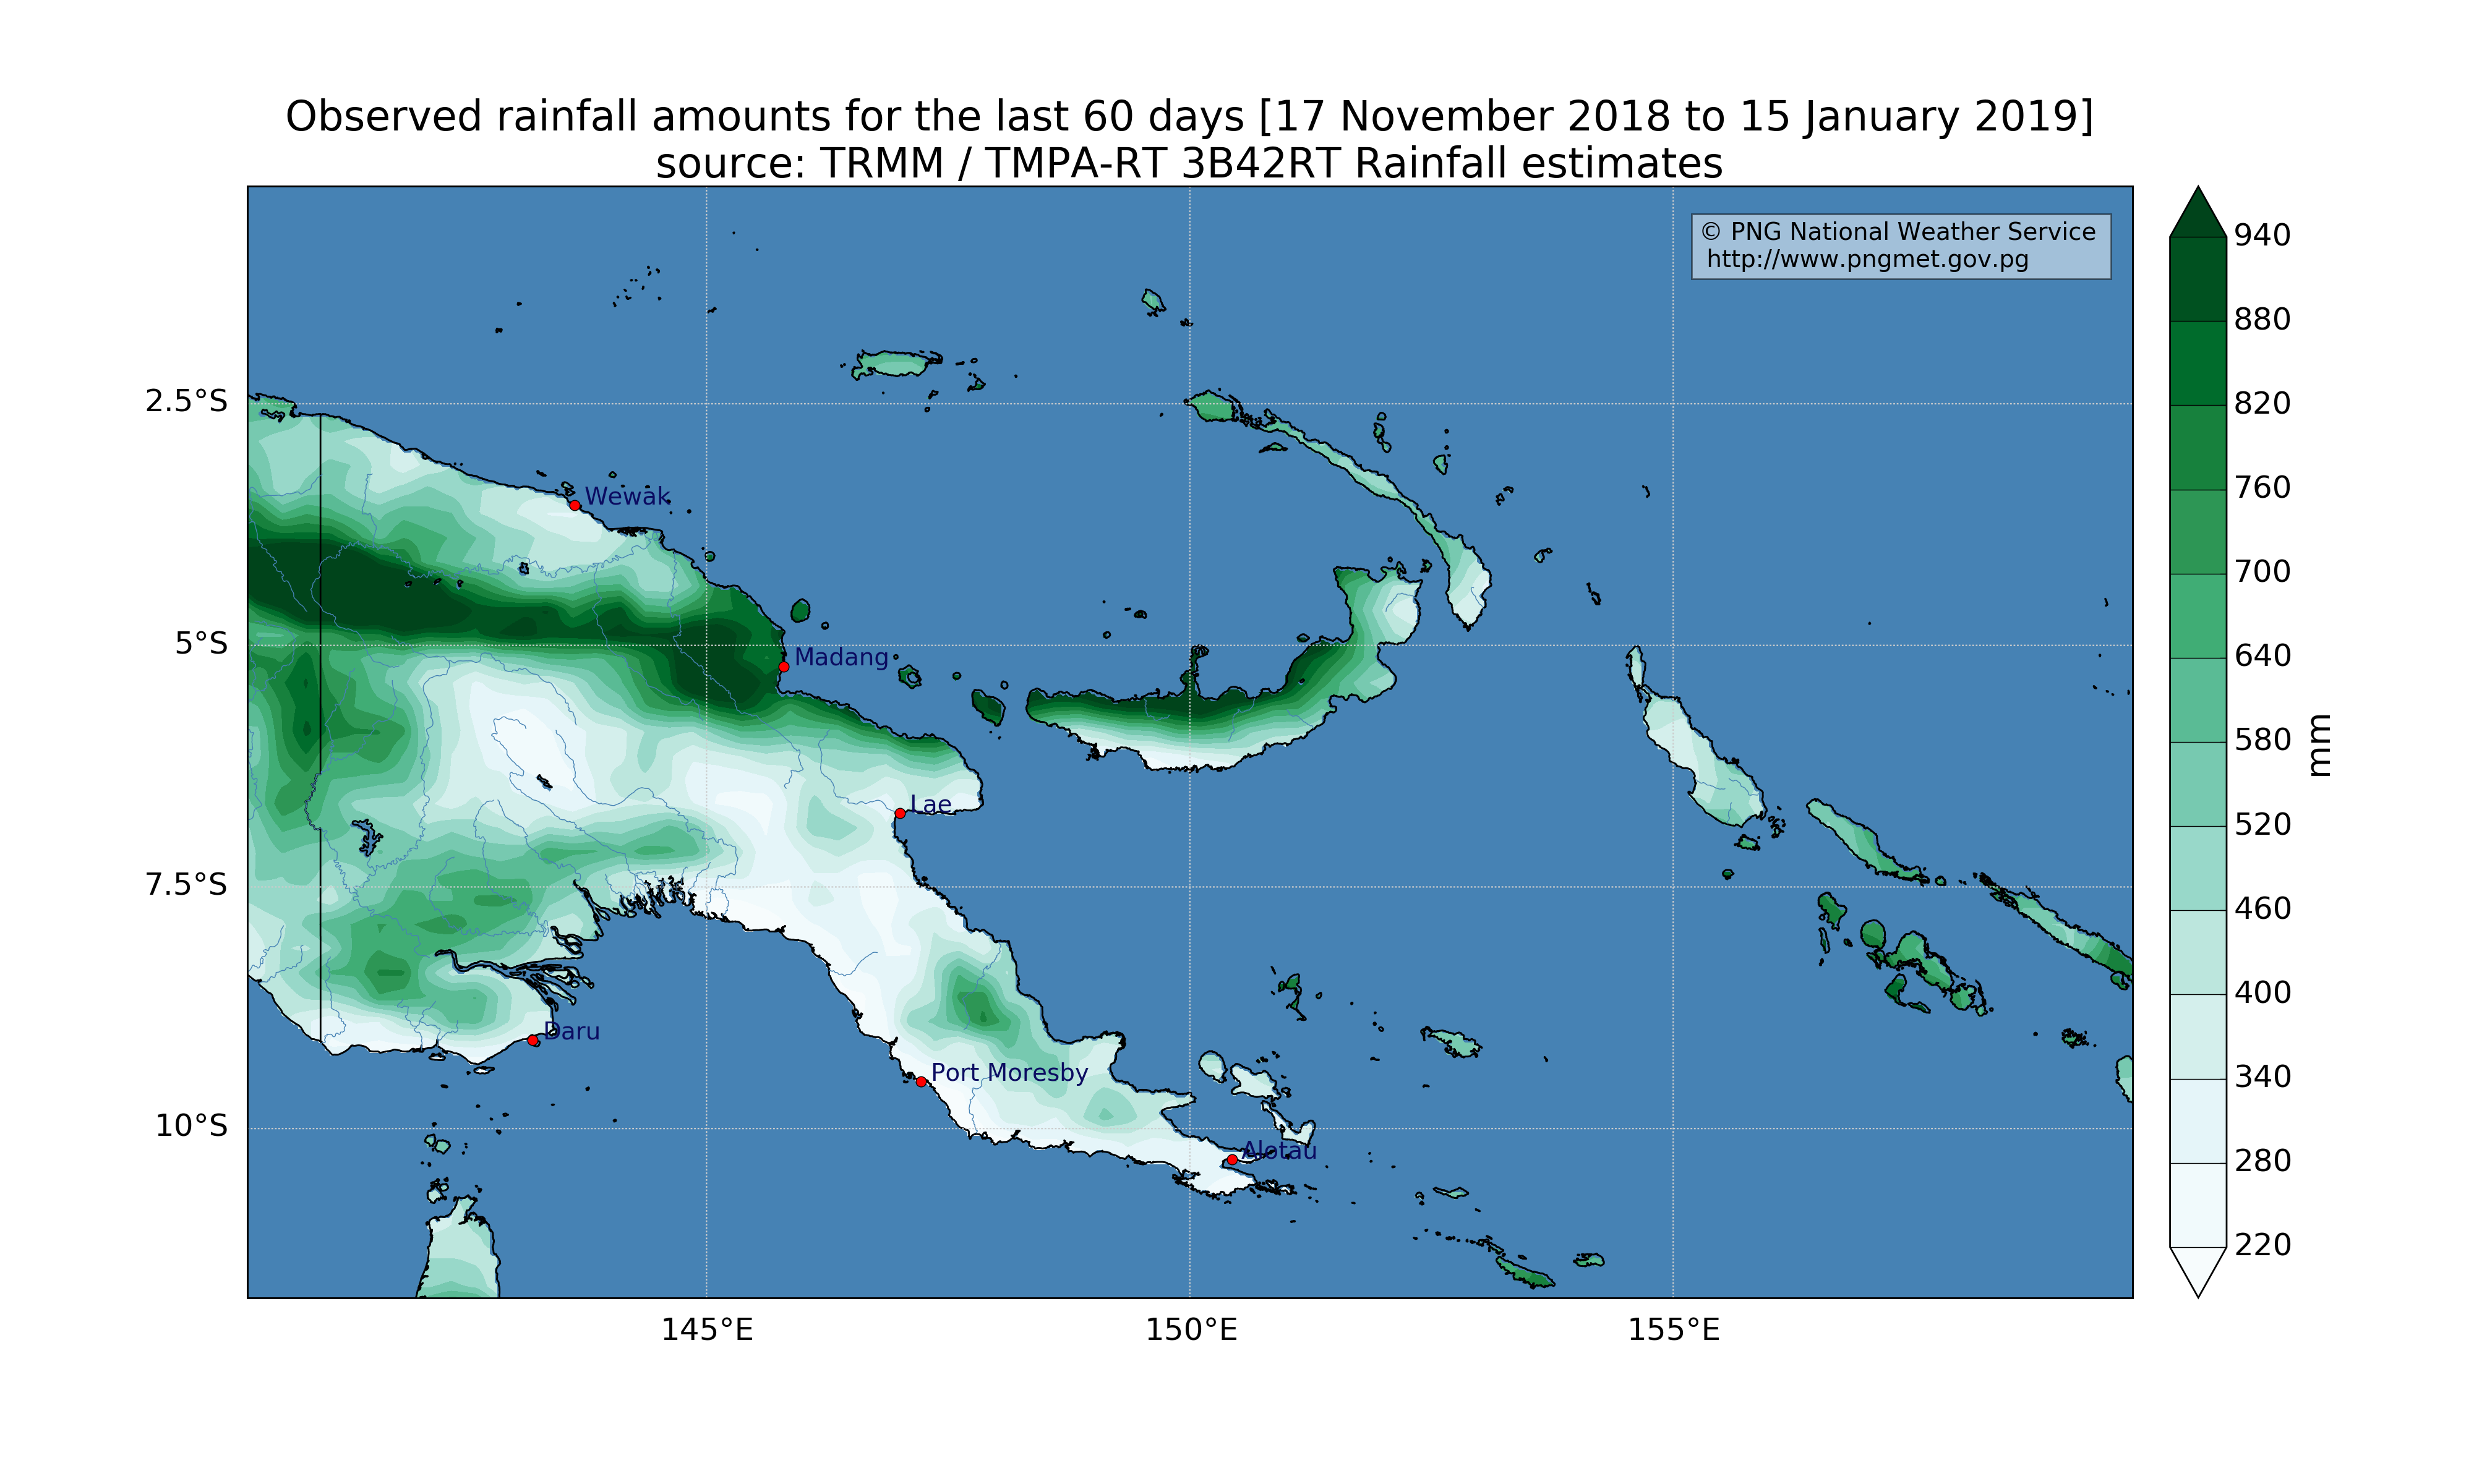 Observed rainfall amounts for the last 60 days [17 November 2018 to 15 January 2019]
source: TRMM / TMPA-RT 3B42RT Rainfall estimates
© PNG National Weather Service
http://www.pngmet.gov.pg
940
880
820
760
700
640
580
520
460
400
340
280
220
mm
2.5°S
5°S
7.5°S
10°S
Wewak
Madang
Lae
Daru
Port Moresby
Alotau
145°E
150°E
155°E